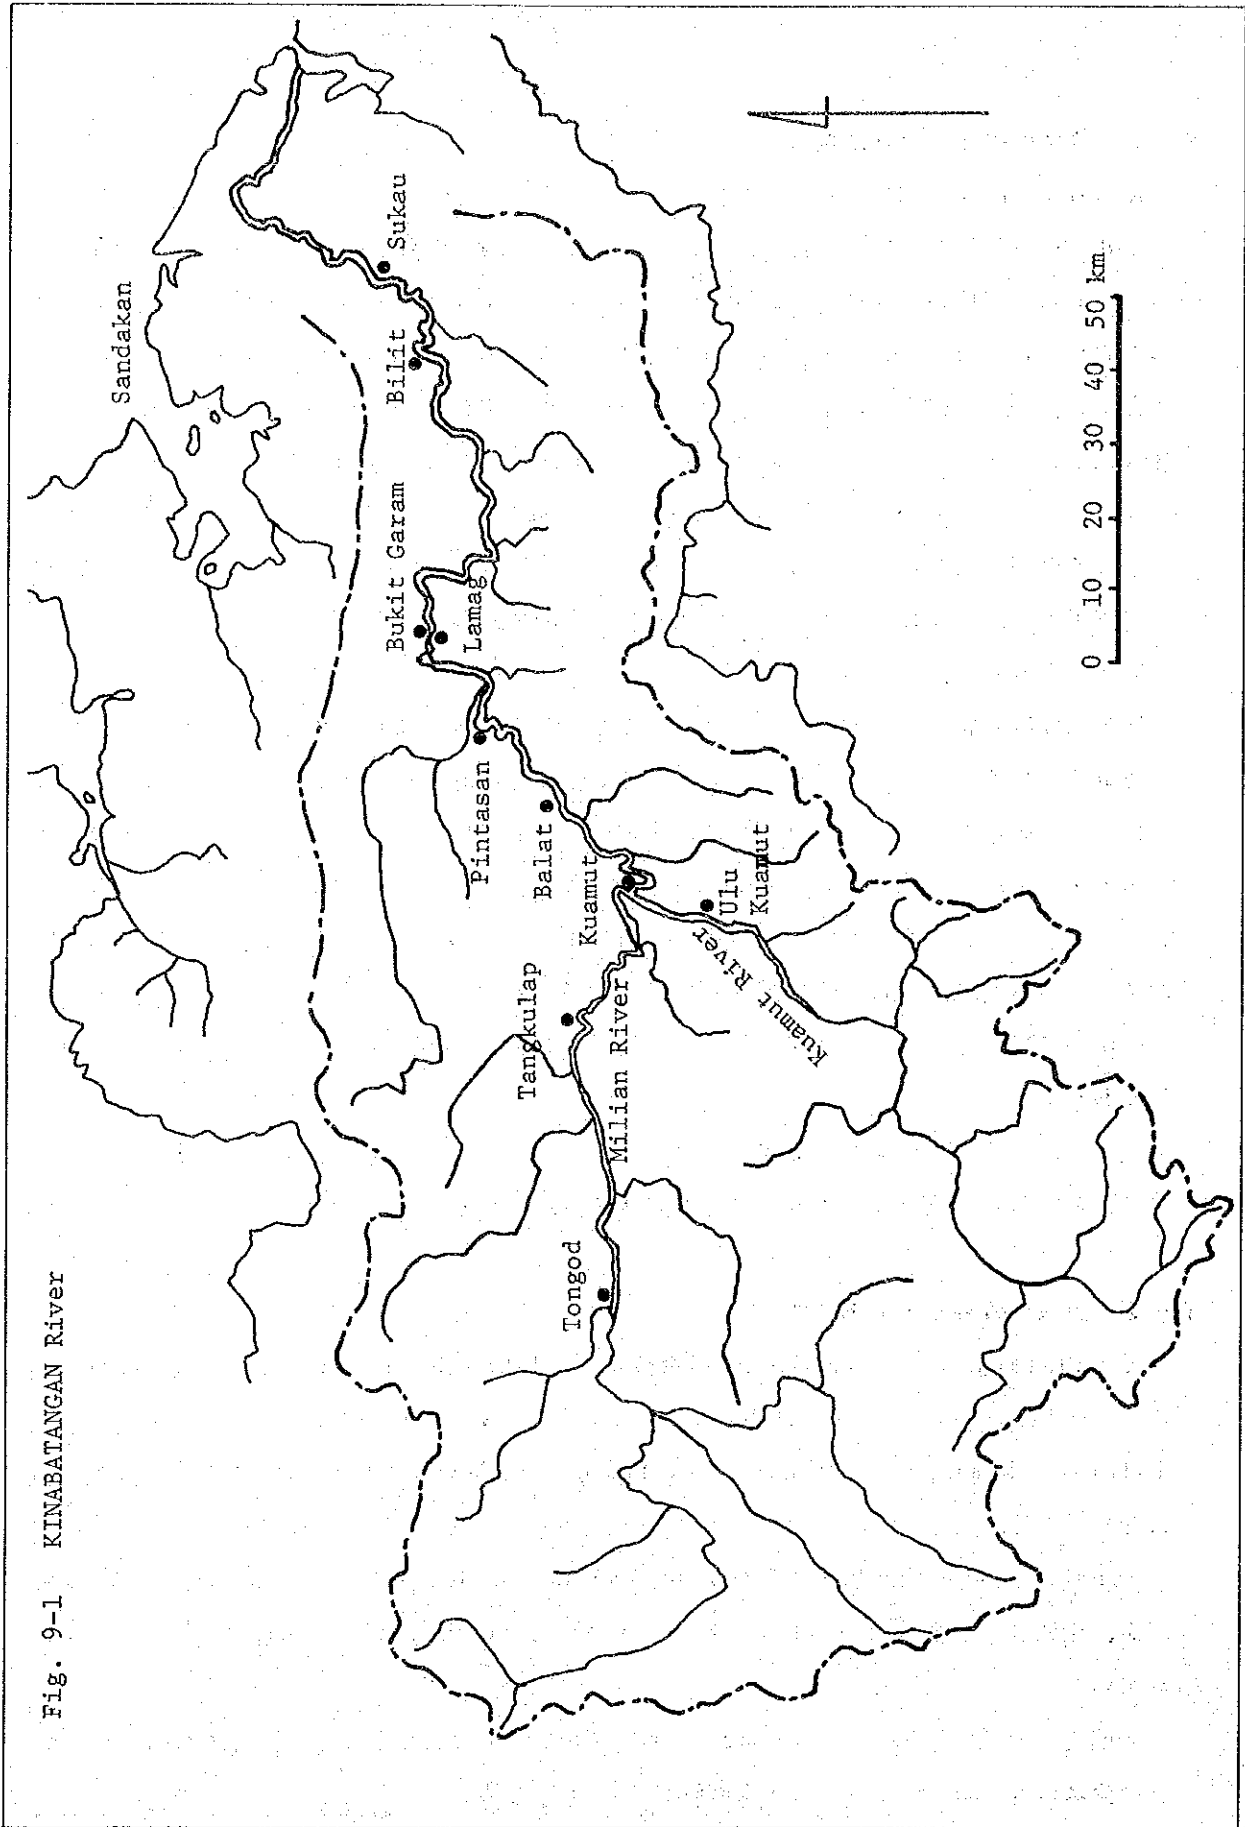 Fig. 9-1 KINABATANGAN River
Sandakan
Sukau
Bilit
Bukit Garam
Lamag
Pintasan
Balat
Kuamut
Ulu
Kuamut
Kuamut River
Tangkulap
Milian River
Tongod
0 10 20 30 40 50 km